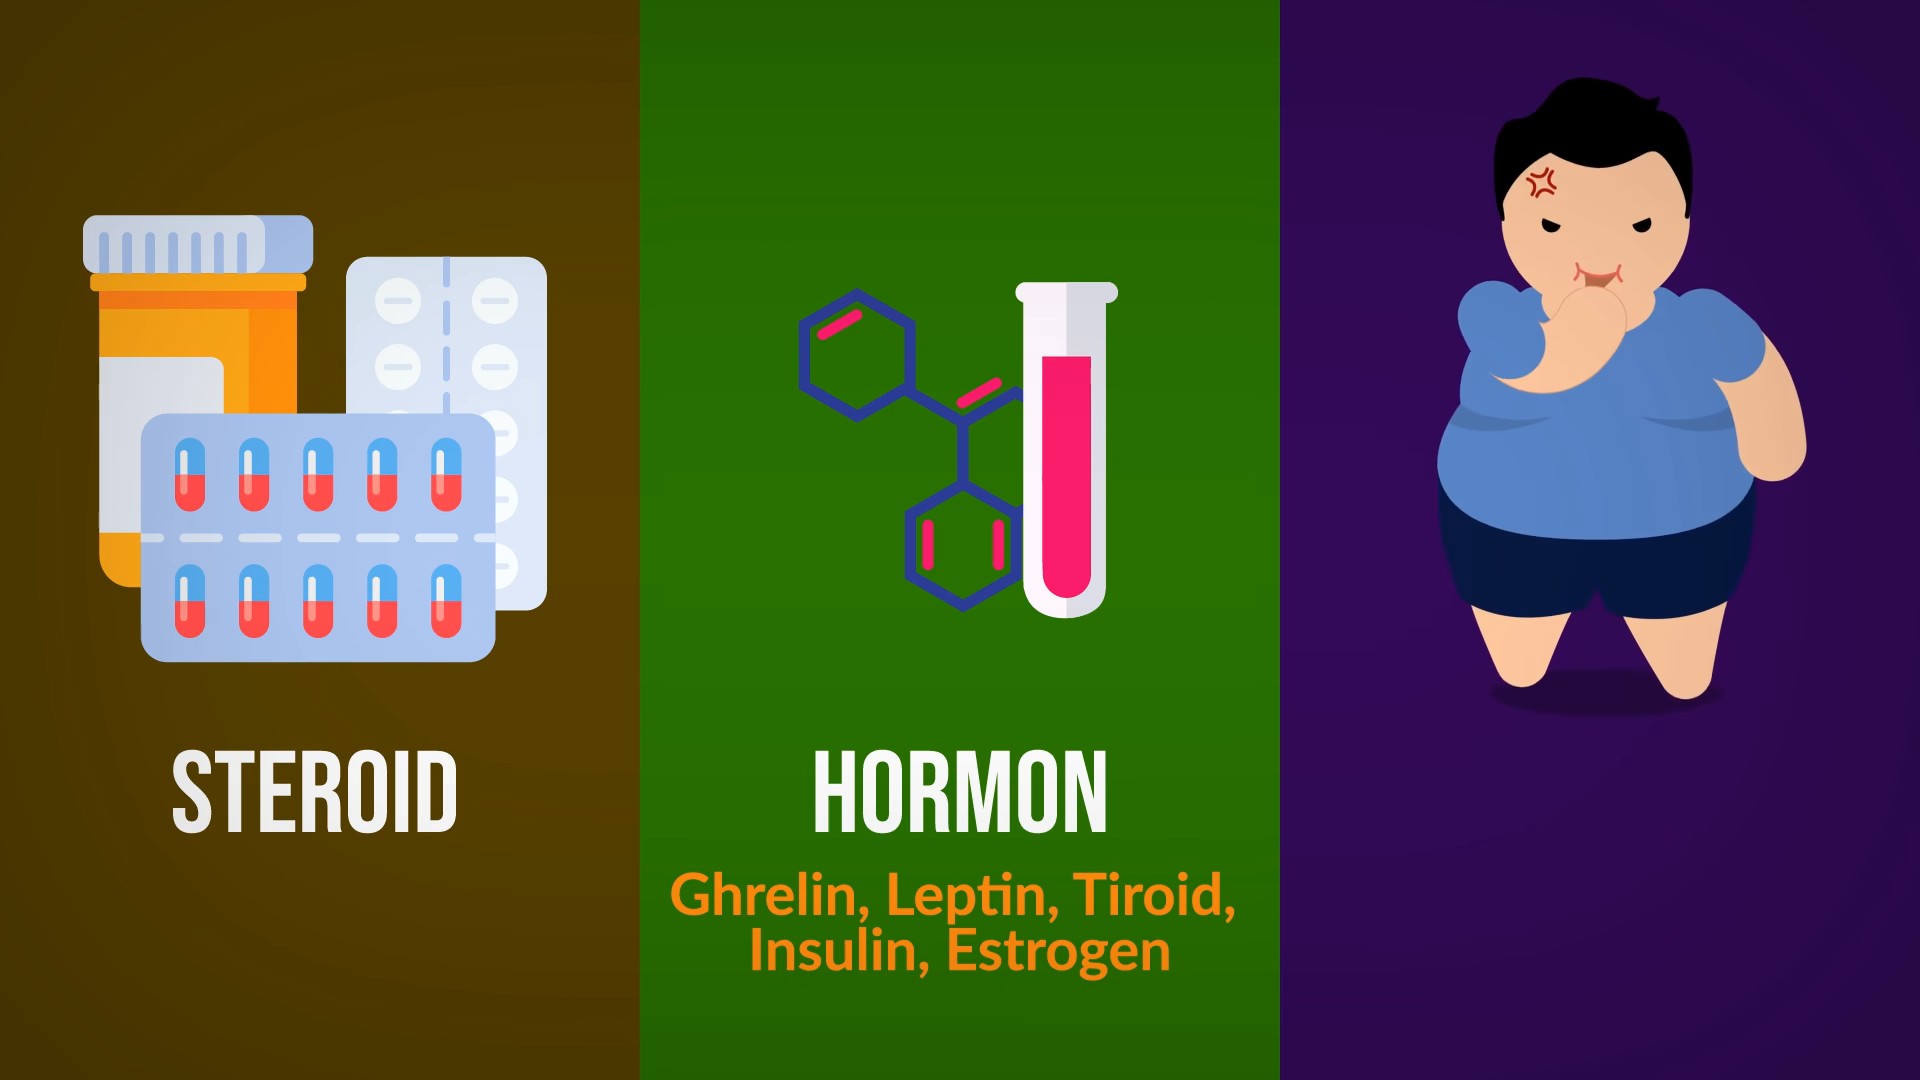 STEROID
HORMON
Ghrelin, Leptin, Tiroid,
Insulin, Estrogen